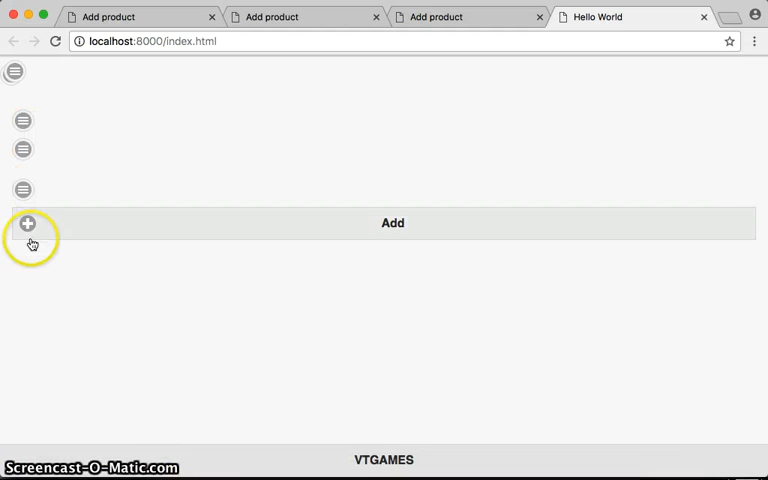 Add product
Add product
Add product
Hello World
localhost:8000/index.html
Add
VTGAMES
Screencast-O-Matic.com